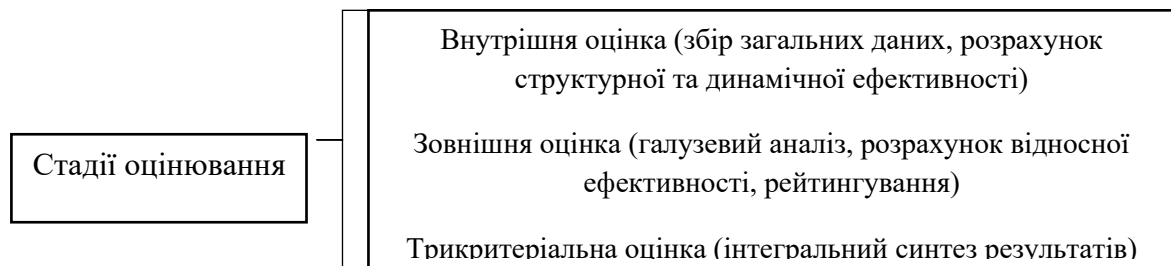 Внутрішня оцінка (збір загальних даних, розрахунок
структурної та динамічної ефективності)
Стадії оцінювання
Зовнішня оцінка (галузевий аналіз, розрахунок відносної
ефективності, рейтингування)
Трикритеріальна оцінка (інтегральний синтез результатів)